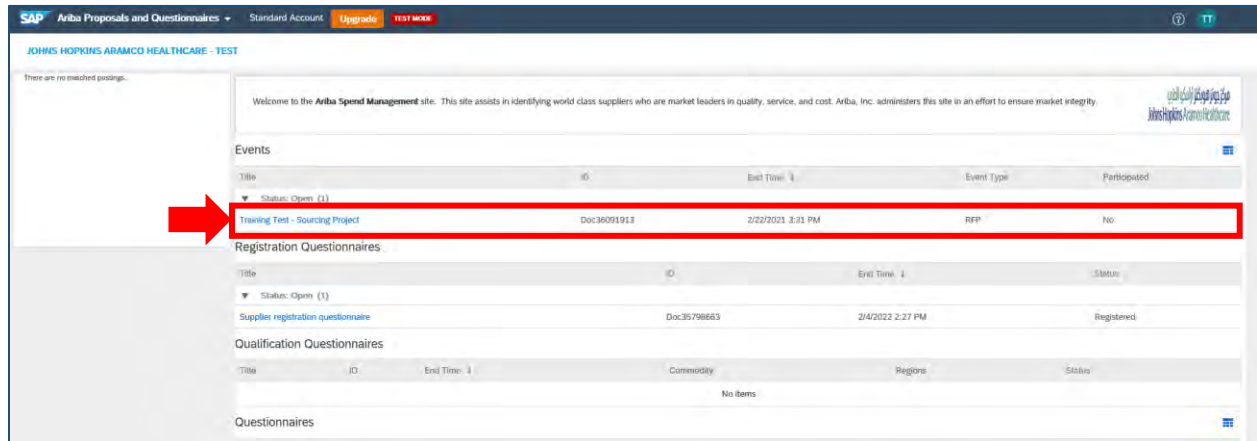 SAP Ariba Proposals and Questionnaires Standard Account Upgrade TEST MODE TT
JOHNS HOPKINS ARAMCO HEALTHCARE - TEST
There are no matched postings.
Welcome to the Ariba Spend Management site. This site assists in identifying world class suppliers who are market leaders in quality, service, and cost. Ariba, Inc. administers this site in an effort to ensure market integrity.
Johns Hopkins Aramco Healthcare
Events
Title ID End Time ↓ Event Type Participated
▼ Status: Open (1)
Training Test - Sourcing Project Doc36091913 2/22/2021 3:31 PM RFP No
Registration Questionnaires
Title ID End Time ↓ Status
▼ Status: Open (1)
Supplier registration questionnaire Doc35798663 2/4/2022 2:27 PM Registered
Qualification Questionnaires
Title ID End Time ↓ Commodity Regions Status
No items
Questionnaires